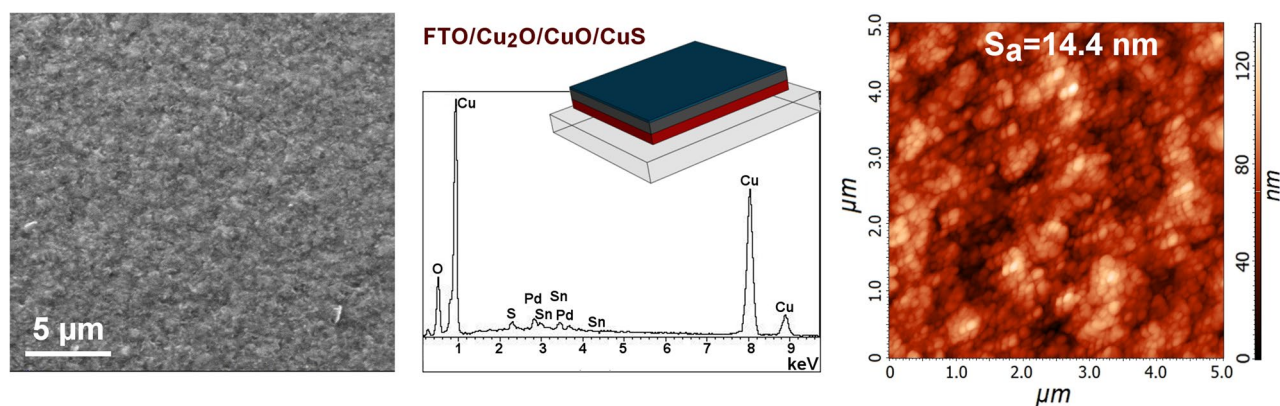 5 µm
FTO/Cu₂O/CuO/CuS
Cu
O
S
Pd
Sn
Sn
Pd
Sn
Cu
Cu
1 2 3 4 5 6 7 8 9
keV
Sa=14.4 nm
5.0
4.0
3.0
2.0
1.0
0
µm
0 1.0 2.0 3.0 4.0 5.0
µm
120
80
40
0
nm